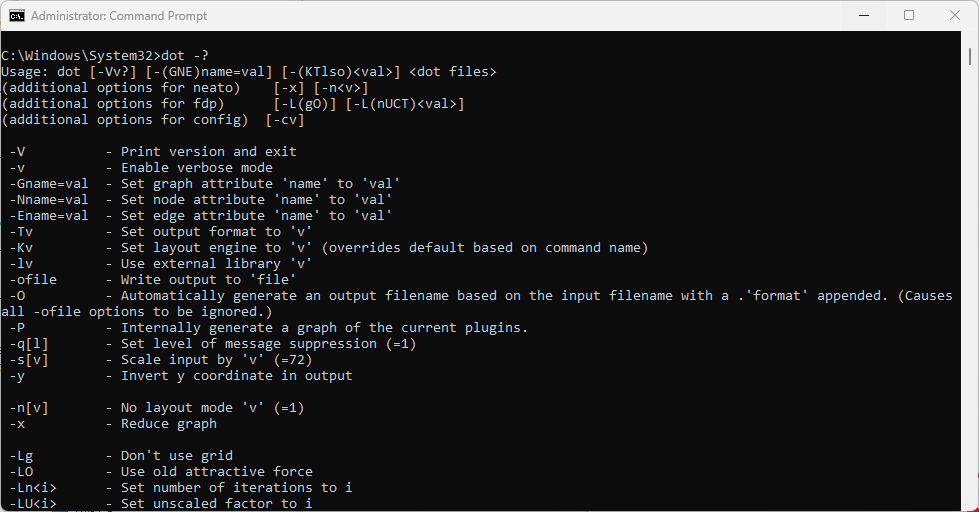 Administrator: Command Prompt
C:\Windows\System32>dot -?
Usage: dot [-Vv?] [-(GNE)name=val] [-(KTlso)<val>] <dot files>
(additional options for neato)    [-x] [-n<v>]
(additional options for fdp)      [-L(gO)] [-L(nUCT)<val>]
(additional options for config)  [-cv]
-V          - Print version and exit
-v          - Enable verbose mode
-Gname=val  - Set graph attribute 'name' to 'val'
-Nname=val  - Set node attribute 'name' to 'val'
-Ename=val  - Set edge attribute 'name' to 'val'
-Tv         - Set output format to 'v'
-Kv         - Set layout engine to 'v' (overrides default based on command name)
-lv         - Use external library 'v'
-ofile      - Write output to 'file'
-O          - Automatically generate an output filename based on the input filename with a .'format' appended. (Causes
all -ofile options to be ignored.)
-P          - Internally generate a graph of the current plugins.
-q[l]       - Set level of message suppression (=1)
-s[v]       - Scale input by 'v' (=72)
-y          - Invert y coordinate in output
-n[v]       - No layout mode 'v' (=1)
-x          - Reduce graph
-Lg         - Don't use grid
-LO         - Use old attractive force
-Ln<i>      - Set number of iterations to i
-LU<i>      - Set unscaled factor to i